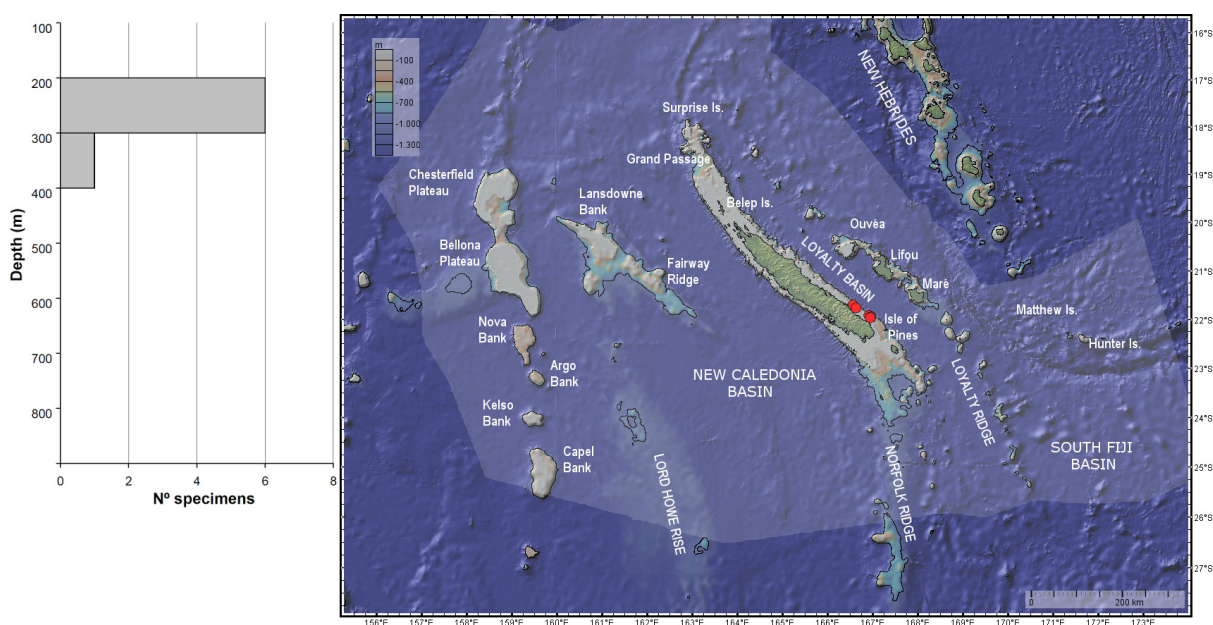 100
200
300
400
500
600
700
800
Depth (m)
0
2
4
6
8
Nº specimens
m
-100
-400
-700
-1.000
-1.300
Surprise Is.
Grand Passage
Belep Is.
Chesterfield
Plateau
Lansdowne
Bank
Bellona
Plateau
Fairway
Ridge
Nova
Bank
Argo
Bank
Kelso
Bank
Capel
Bank
NEW CALEDONIA
BASIN
LORD HOWE RISE
NORFOLK RIDGE
LOYALTY BASIN
Ouvéa
Lifou
Maré
Isle of
Pines
LOYALTY RIDGE
NEW HEBRIDES
Matthew Is.
Hunter Is.
SOUTH FIJI
BASIN
0
200 km
16°S
17°S
18°S
19°S
20°S
21°S
22°S
23°S
24°S
25°S
26°S
27°S
156°E
157°E
158°E
159°E
160°E
161°E
162°E
163°E
164°E
165°E
166°E
167°E
168°E
169°E
170°E
171°E
172°E
173°E